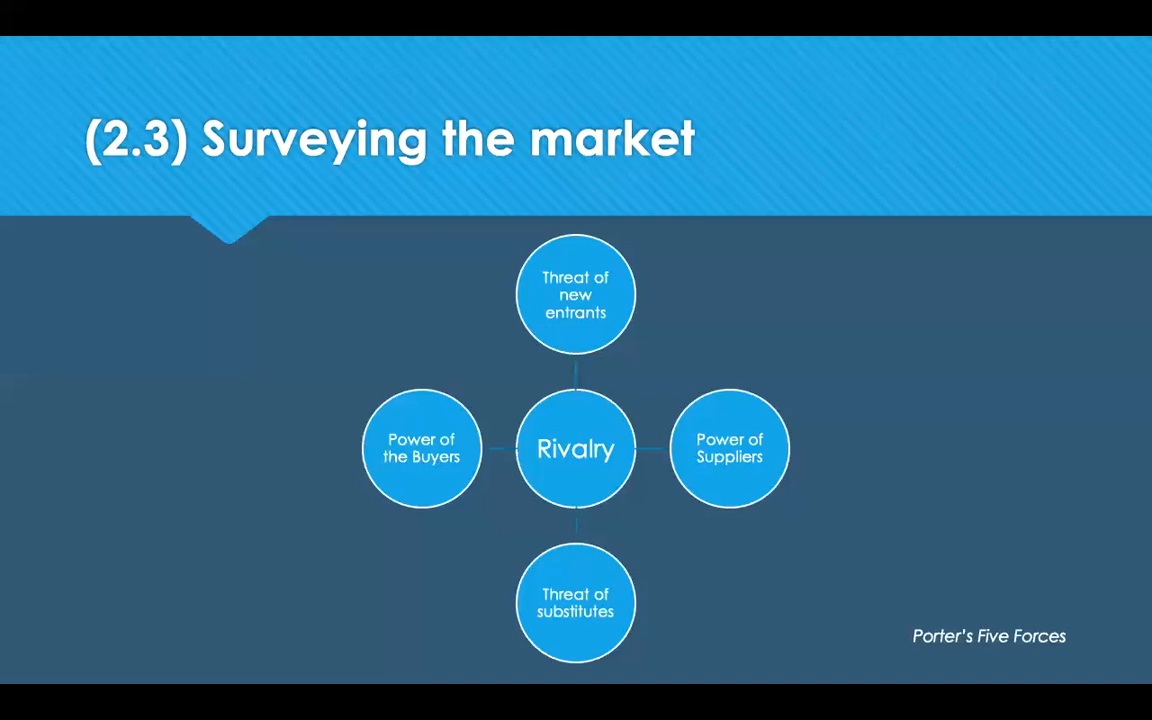 (2.3) Surveying the market
Threat of
new
entrants
Power of
the Buyers
Rivalry
Power of
Suppliers
Threat of
substitutes
Porter's Five Forces